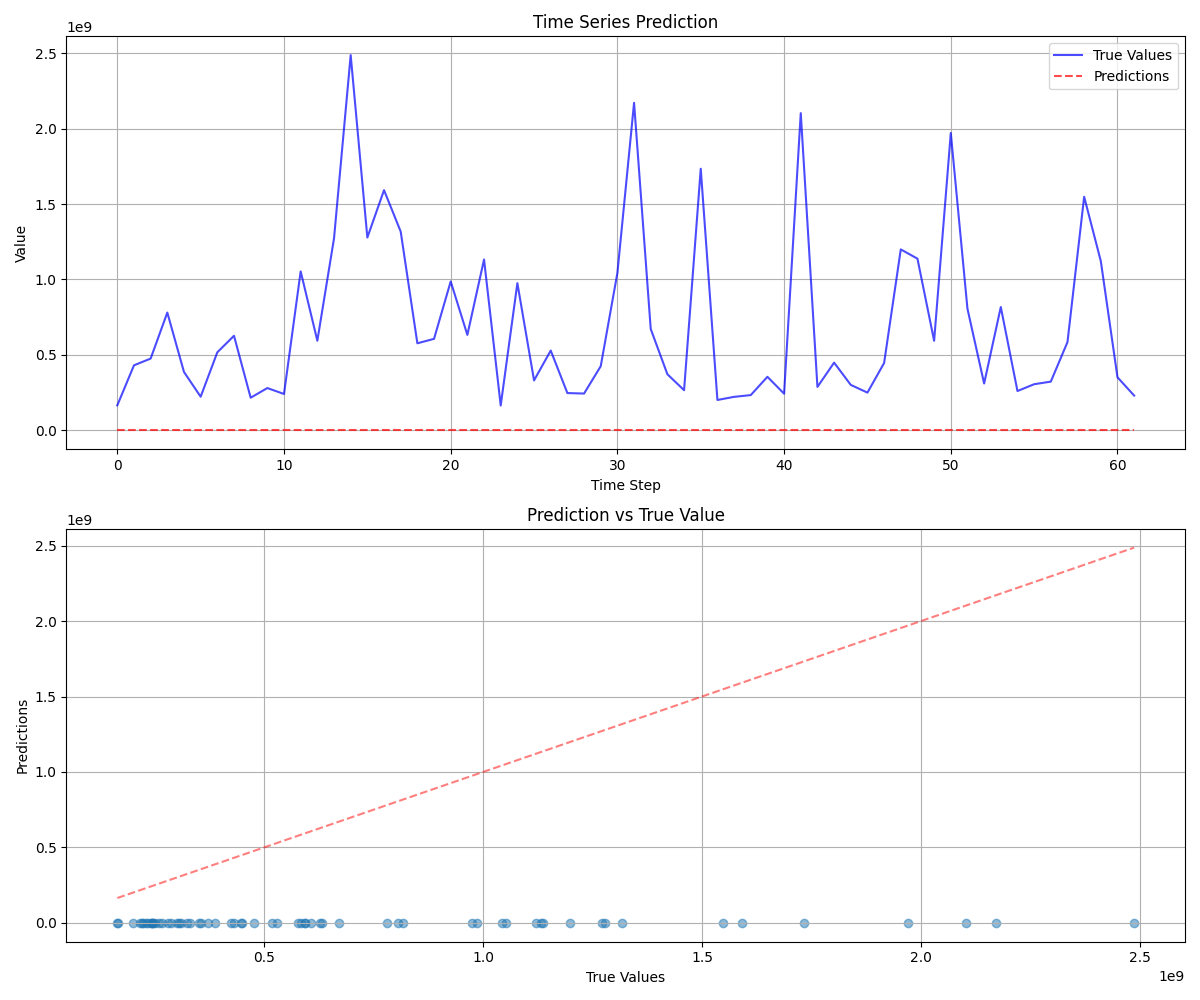 Time Series Prediction
1e9
2.5
2.0
1.5
1.0
0.5
0.0
Value
True Values
Predictions
0 10 20 30 40 50 60
Time Step
Prediction vs True Value
1e9
2.5
2.0
1.5
1.0
0.5
0.0
Predictions
0.5 1.0 1.5 2.0 2.5
1e9
True Values